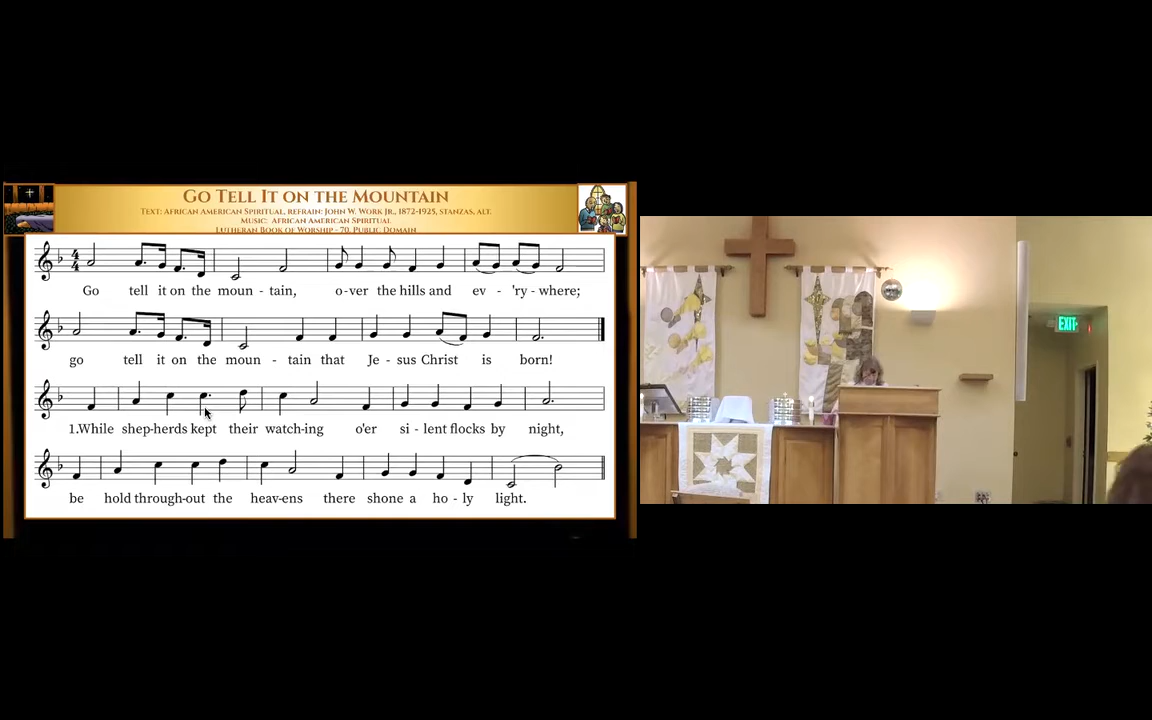 Go Tell It on the Mountain
Text: African American Spiritual, refrain: John W. Work Jr., 1872-1925, stanzas, alt.
Music: African American Spiritual
Lutheran Book of Worship - 70. Public Domain
Go tell it on the moun - tain, o-ver the hills and ev - 'ry - where;
go tell it on the moun - tain that Je - sus Christ is born!
1.While shep-herds kept their watch-ing o'er si - lent flocks by night,
be hold through-out the heav-ens there shone a ho - ly light.
EXIT